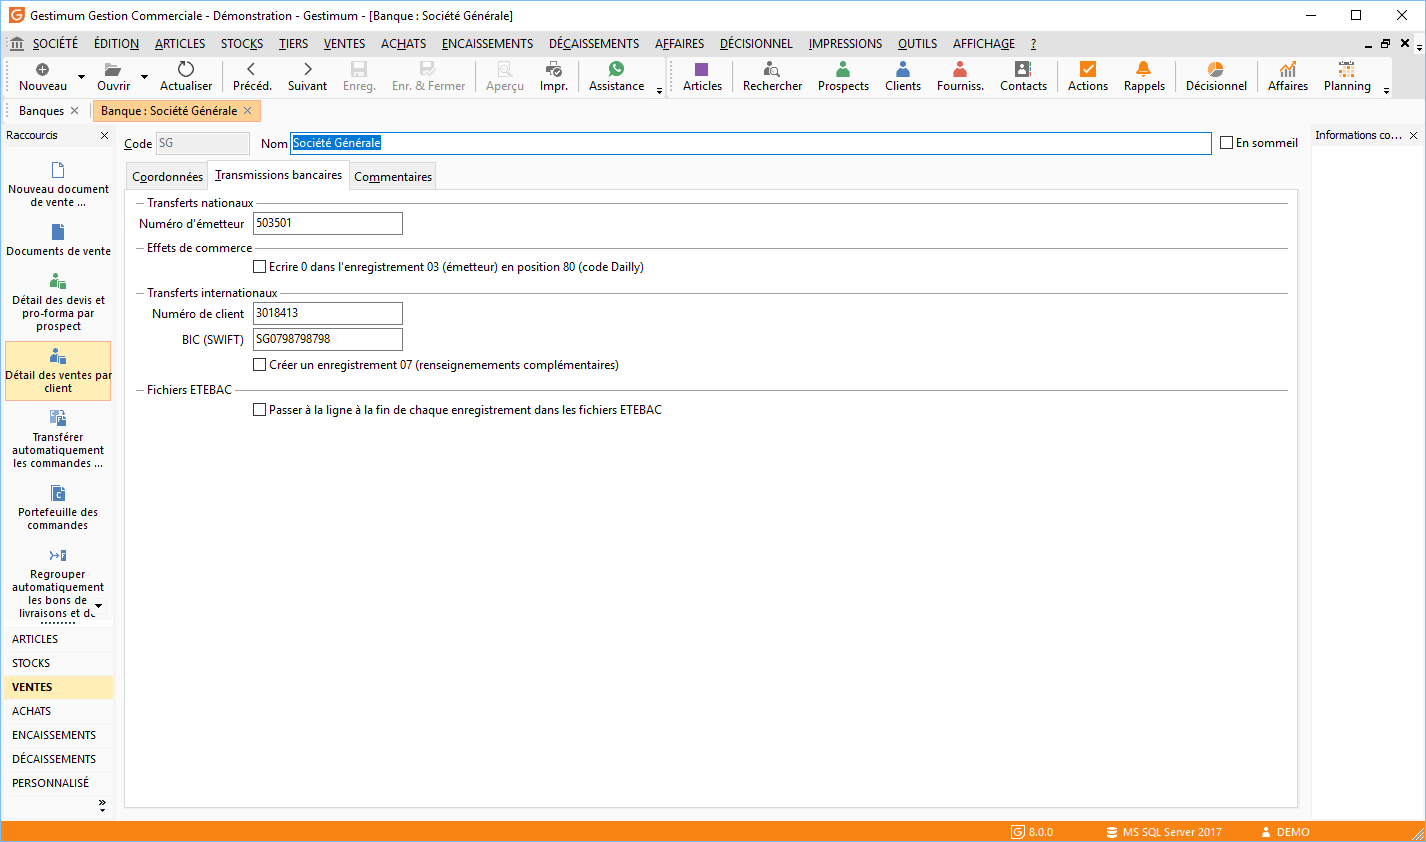 Gestimum Gestion Commerciale - Démonstration - Gestimum - [Banque : Société Générale]
SOCIÉTÉ ÉDITION ARTICLES STOCKS TIERS VENTES ACHATS ENCAISSEMENTS DÉCAISSEMENTS AFFAIRES DÉCISIONNEL IMPRESSIONS OUTILS AFFICHAGE ?
Nouveau Ouvrir Actualiser Précéd. Suivant Enreg. Enr. & Fermer Aperçu Impr. Assistance Articles Rechercher Prospects Clients Fourniss. Contacts Actions Rappels Décisionnel Affaires Planning
Banques Banque : Société Générale
Raccourcis
Nouveau document
de vente ...
Documents de vente
Détail des devis et
pro-forma par
prospect
Détail des ventes par
client
Transférer
automatiquement
les commandes ...
Portefeuille des
commandes
Regrouper
automatiquement
les bons de
livraisons et
ARTICLES
STOCKS
VENTES
ACHATS
ENCAISSEMENTS
DÉCAISSEMENTS
PERSONNALISÉ
Code SG Nom Société Générale En sommeil
Coordonnées Transmissions bancaires Commentaires
Transferts nationaux
Numéro d'émetteur 503501
Effets de commerce
Ecrire 0 dans l'enregistrement 03 (émetteur) en position 80 (code Dailly)
Transferts internationaux
Numéro de client 3018413
BIC (SWIFT) SG0798798798
Créer un enregistrement 07 (renseignemements complémentaires)
Fichiers ETEBAC
Passer à la ligne à la fin de chaque enregistrement dans les fichiers ETEBAC
Informations co...
8.0.0 MS SQL Server 2017 DEMO